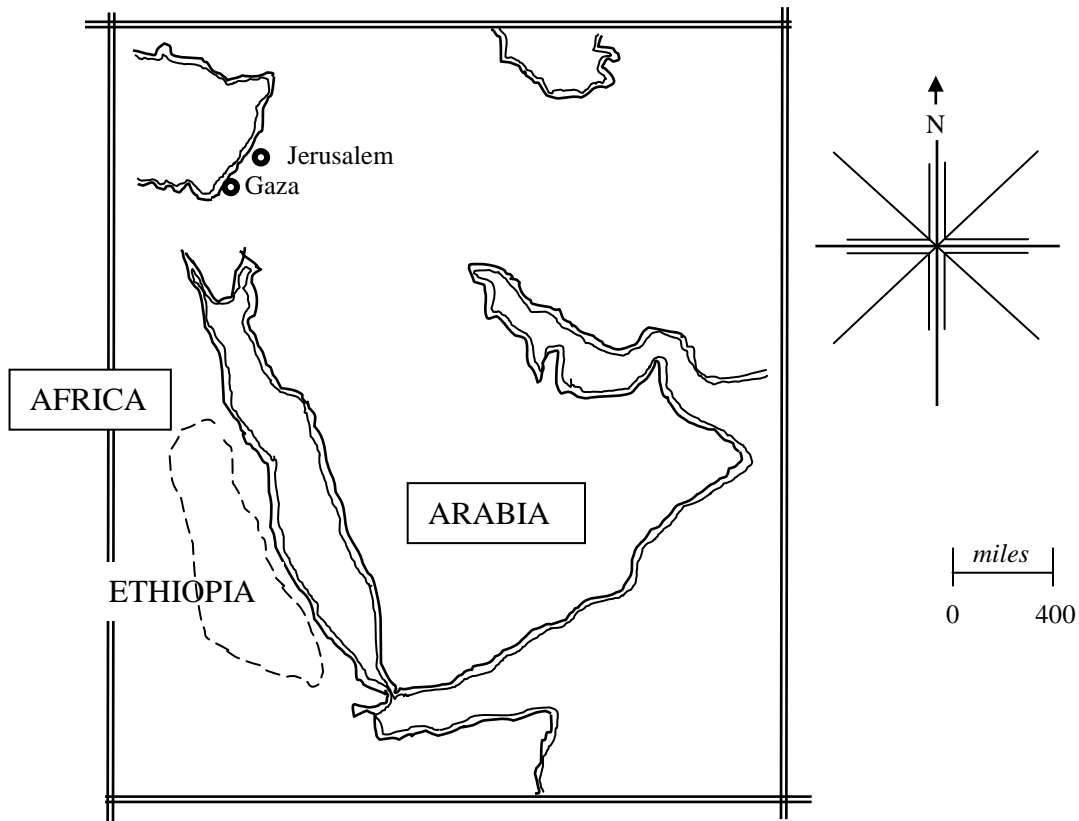 N
Jerusalem
Gaza
AFRICA
ARABIA
ETHIOPIA
miles
0 400